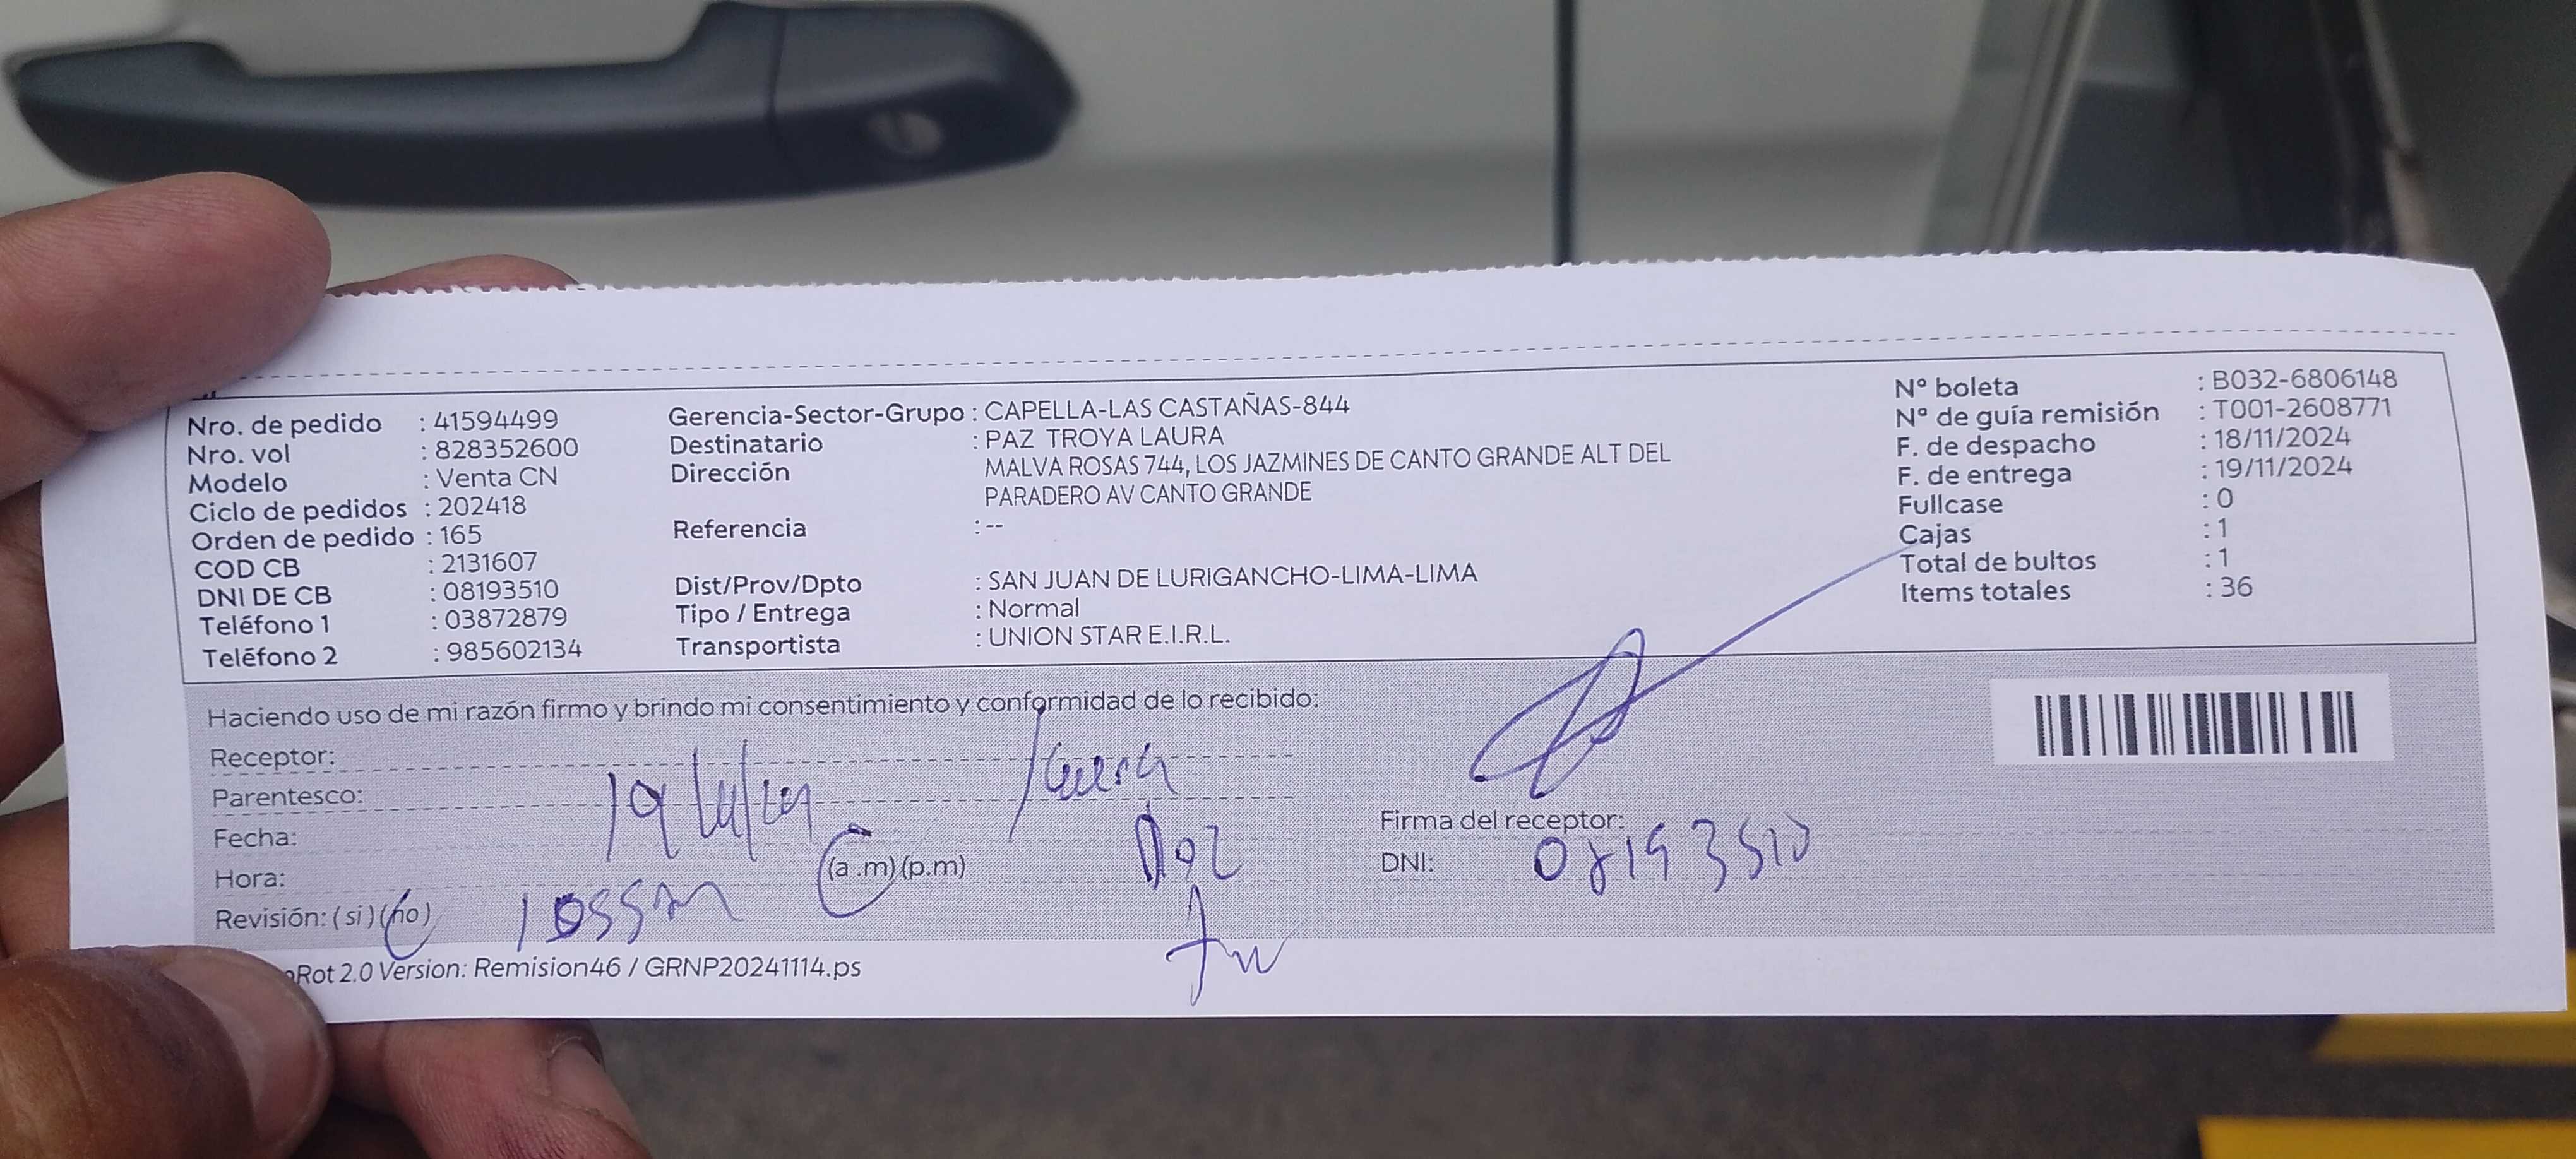 Nro. de pedido : 41594499
Nro. vol : 828352600
Modelo : Venta CN
Ciclo de pedidos : 202418
Orden de pedido : 165
COD CB : 2131607
DNI DE CB : 08193510
Teléfono 1 : 03872879
Teléfono 2 : 985602134
Gerencia-Sector-Grupo : CAPELLA-LAS CASTAÑAS-844
Destinatario : PAZ TROYA LAURA
Dirección MALVA ROSAS 744, LOS JAZMINES DE CANTO GRANDE ALT DEL
PARADERO AV CANTO GRANDE
Referencia : --
Dist/Prov/Dpto : SAN JUAN DE LURIGANCHO-LIMA-LIMA
Tipo / Entrega : Normal
Transportista : UNION STAR E.I.R.L.
Nº boleta : B032-6806148
Nº de guía remisión : T001-2608771
F. de despacho : 18/11/2024
F. de entrega : 19/11/2024
Fullcase : 0
Cajas : 1
Total de bultos : 1
Items totales : 36
Haciendo uso de mi razón firmo y brindo mi consentimiento y conformidad de lo recibido:
Receptor: Laura
Parentesco:
Fecha: 19/11/24
Hora: (a .m) (p.m)
Revisión: ( si ) (no)
Firma del receptor:
DNI: 08193510
Rot 2.0 Version: Remision46 / GRNP20241114.ps